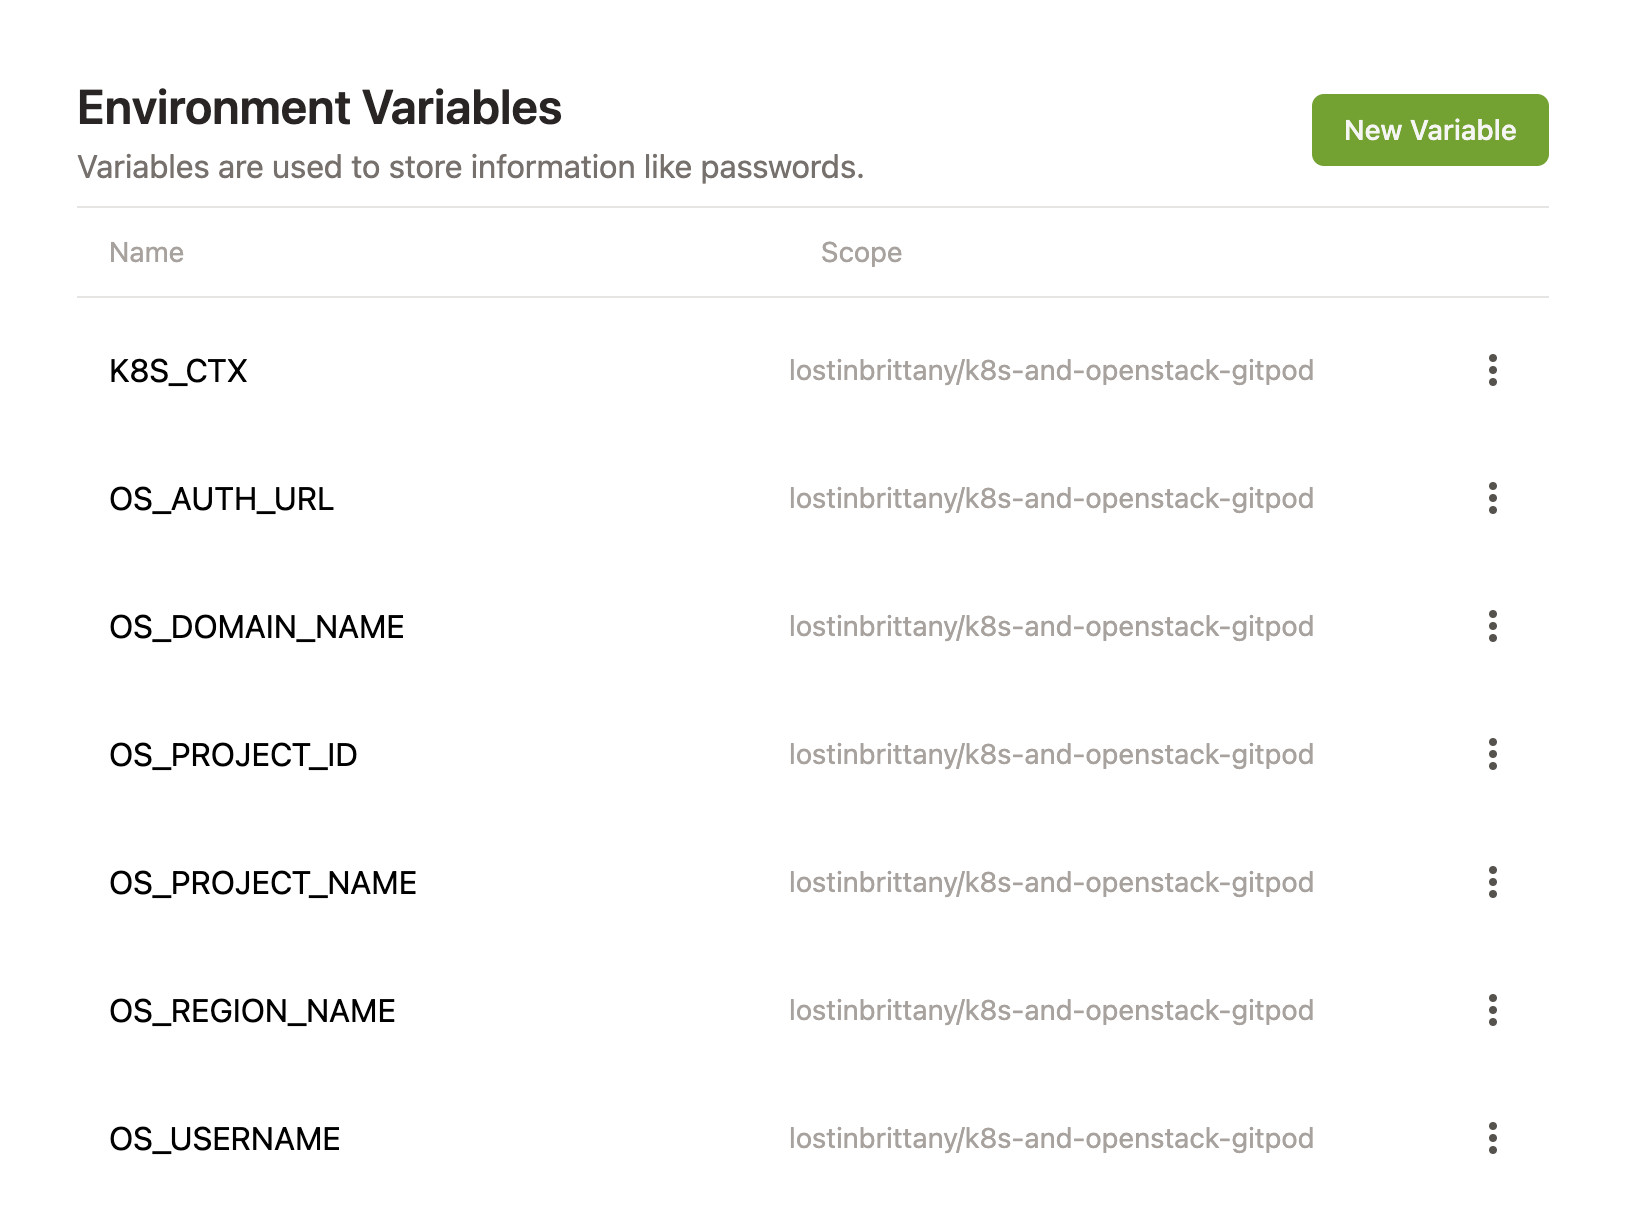 Environment Variables
New Variable
Variables are used to store information like passwords.
Name Scope
K8S_CTX lostinbrittany/k8s-and-openstack-gitpod
OS_AUTH_URL lostinbrittany/k8s-and-openstack-gitpod
OS_DOMAIN_NAME lostinbrittany/k8s-and-openstack-gitpod
OS_PROJECT_ID lostinbrittany/k8s-and-openstack-gitpod
OS_PROJECT_NAME lostinbrittany/k8s-and-openstack-gitpod
OS_REGION_NAME lostinbrittany/k8s-and-openstack-gitpod
OS_USERNAME lostinbrittany/k8s-and-openstack-gitpod